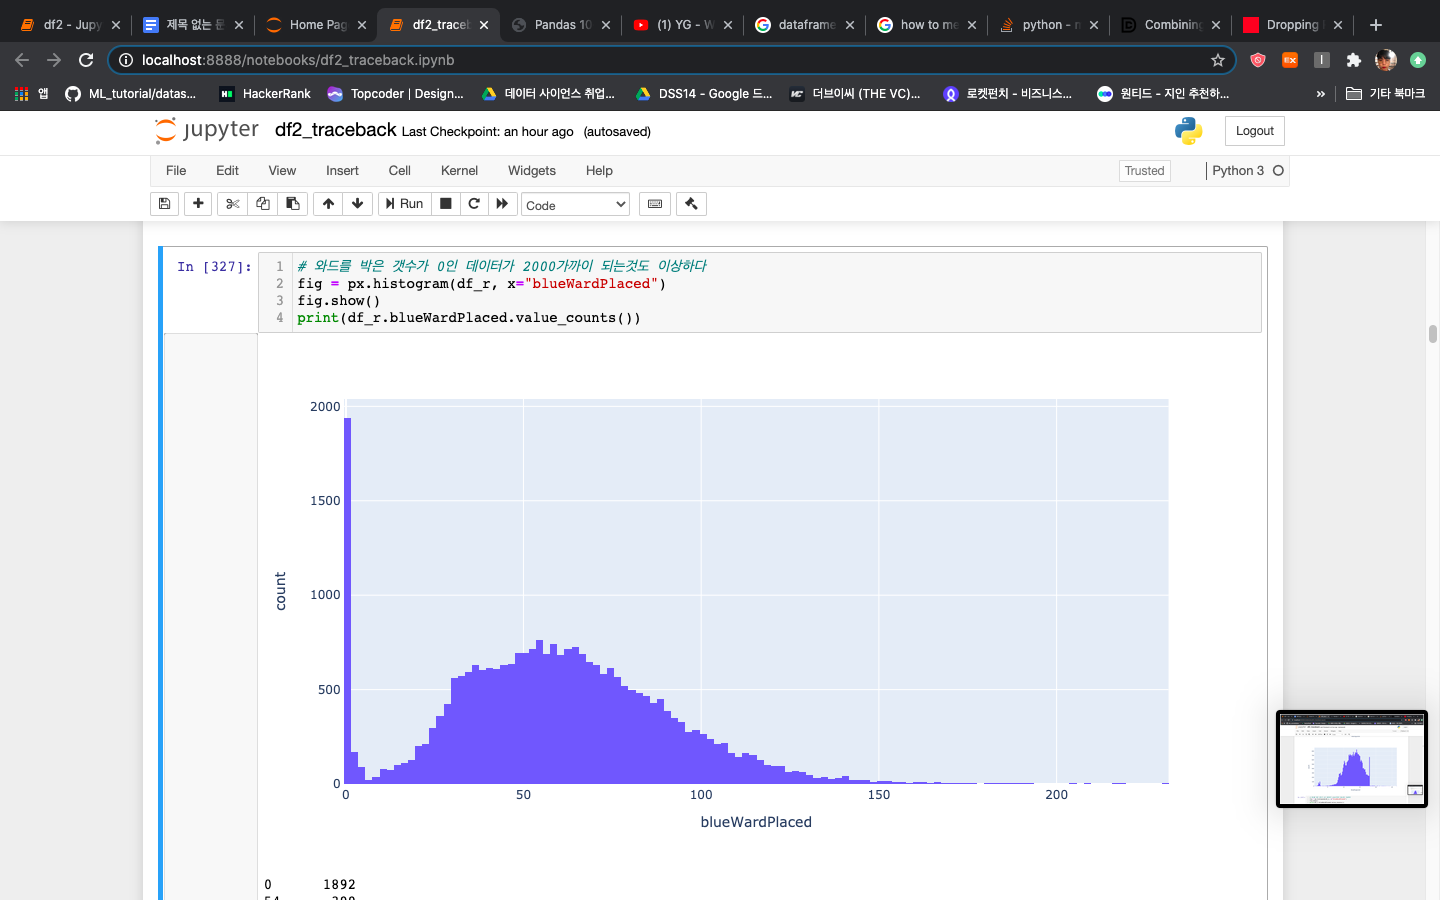 df2 - Jupy
제목 없는 문
Home Pag
df2_traceb
Pandas 10
(1) YG - W
dataframe
how to me
python - n
Combining
Dropping
localhost:8888/notebooks/df2_traceback.ipynb
앱
ML_tutorial/datas...
HackerRank
Topcoder | Design...
데이터 사이언스 취업...
DSS14 - Google 드...
더브이씨 (THE VC)...
로켓펀치 - 비즈니스...
원티드 - 지인 추천하...
»
기타 북마크
jupyter
df2_traceback Last Checkpoint: an hour ago (autosaved)
Logout
File Edit View Insert Cell Kernel Widgets Help
Trusted
Python 3
Run
Code
In [327]:
1 # 와드를 박은 갯수가 0인 데이터가 2000가까이 되는것도 이상하다
2 fig = px.histogram(df_r, x="blueWardPlaced")
3 fig.show()
4 print(df_r.blueWardPlaced.value_counts())
2000
1500
1000
500
0
count
0 50 100 150 200
blueWardPlaced
0 1892